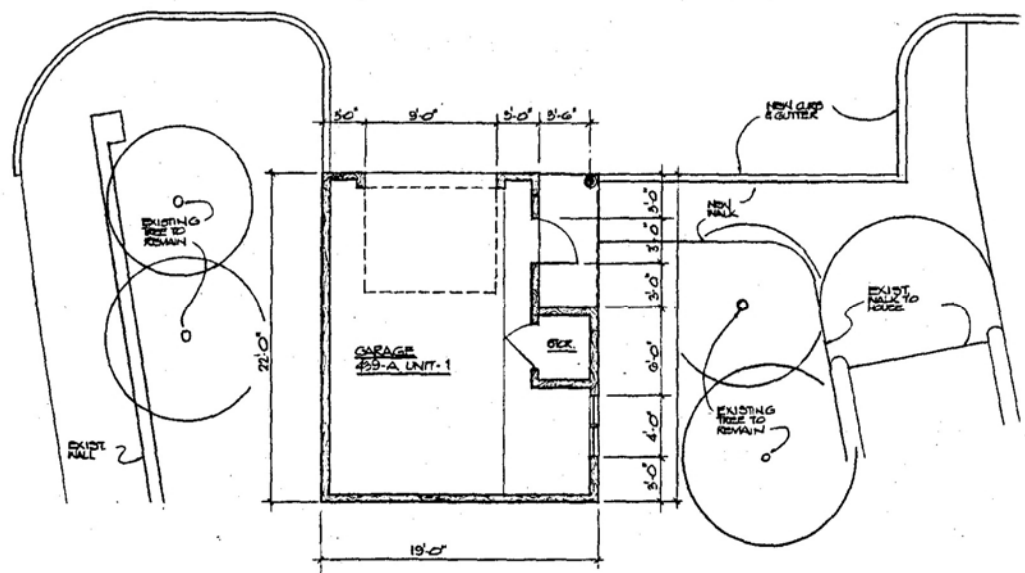 3'-0"
9'-0"
3'-0"
3'-6"
NEW CURB
& GUTTER
NEW
WALK
EXISTING
TREE TO
REMAIN
22'-0"
3'-0"
3'-0"
3'-0"
6'-0"
4'-0"
3'-0"
EXIST.
WALK TO
HOUSE
STOR.
GARAGE
439-A UNIT-1
EXISTING
TREE TO
REMAIN
EXIST.
WALL
19'-0"